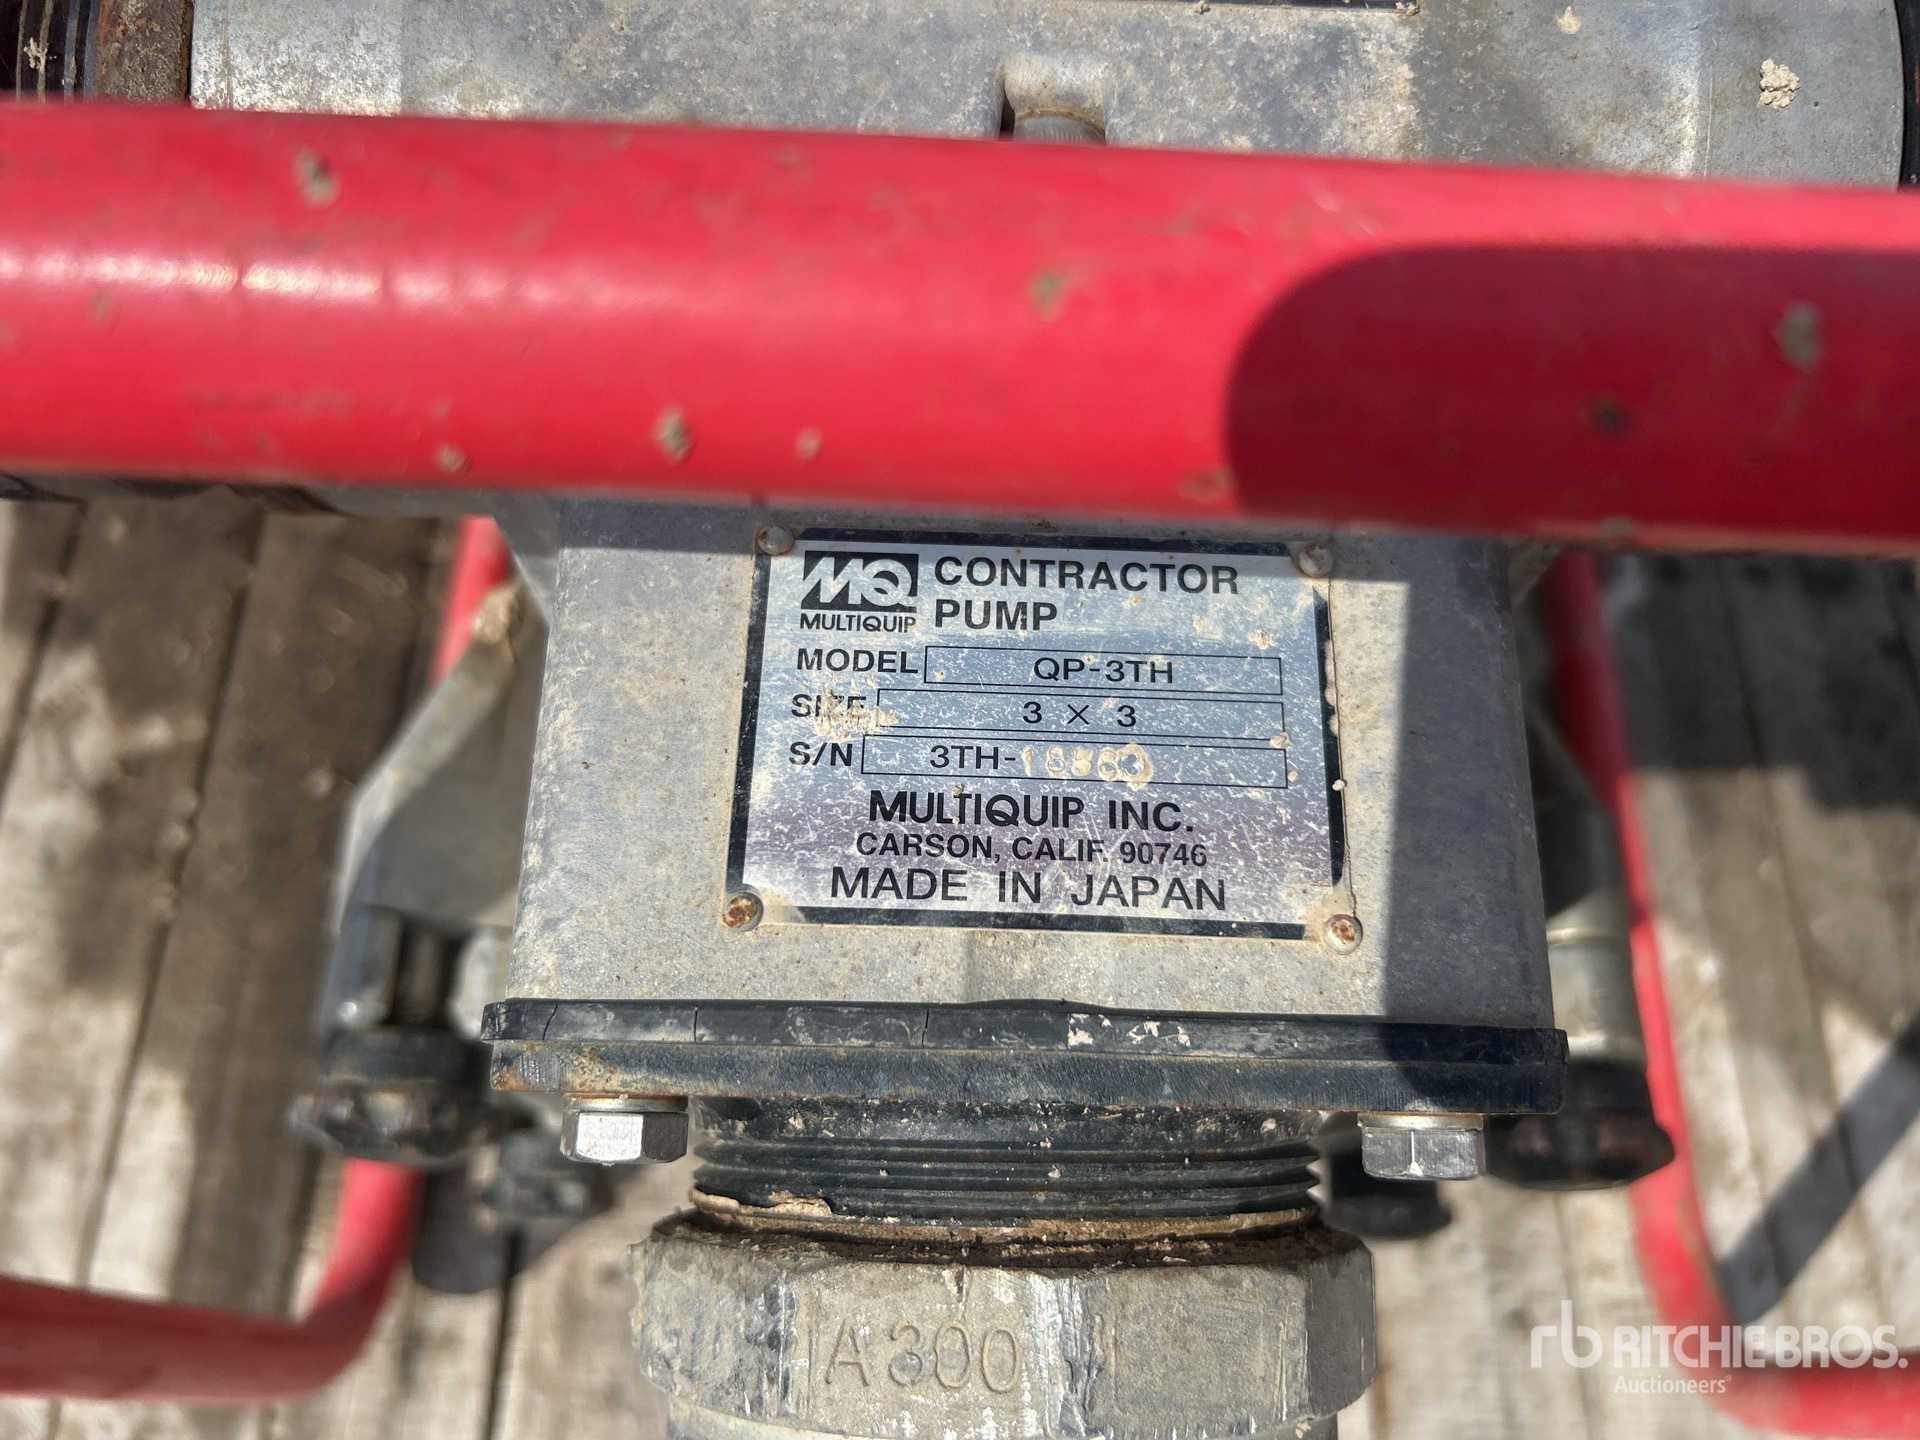 MQ CONTRACTOR
MULTIQUIP PUMP
MODEL QP-3TH
SIZE 3 × 3
S/N 3TH-
MULTIQUIP INC.
CARSON, CALIF. 90746
MADE IN JAPAN
A300
rb RITCHIE BROS.
Auctioneers